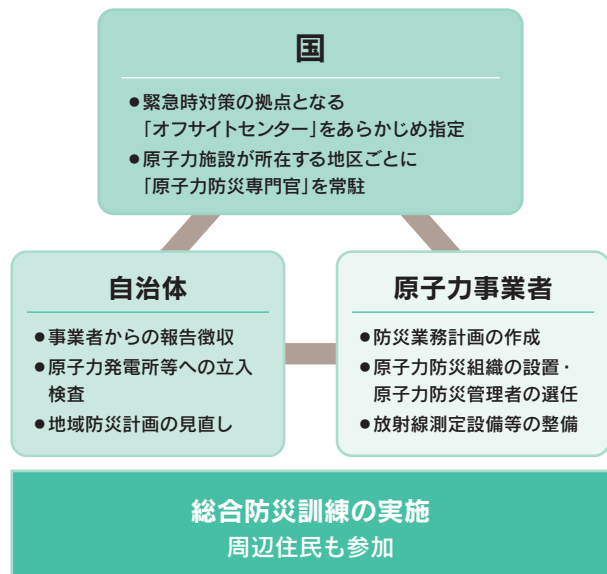 国
●緊急時対策の拠点となる
「オフサイトセンター」をあらかじめ指定
●原子力施設が所在する地区ごとに
「原子力防災専門官」を常駐
自治体
●事業者からの報告徴収
●原子力発電所等への立入
検査
●地域防災計画の見直し
原子力事業者
●防災業務計画の作成
●原子力防災組織の設置・
原子力防災管理者の選任
●放射線測定設備等の整備
総合防災訓練の実施
周辺住民も参加